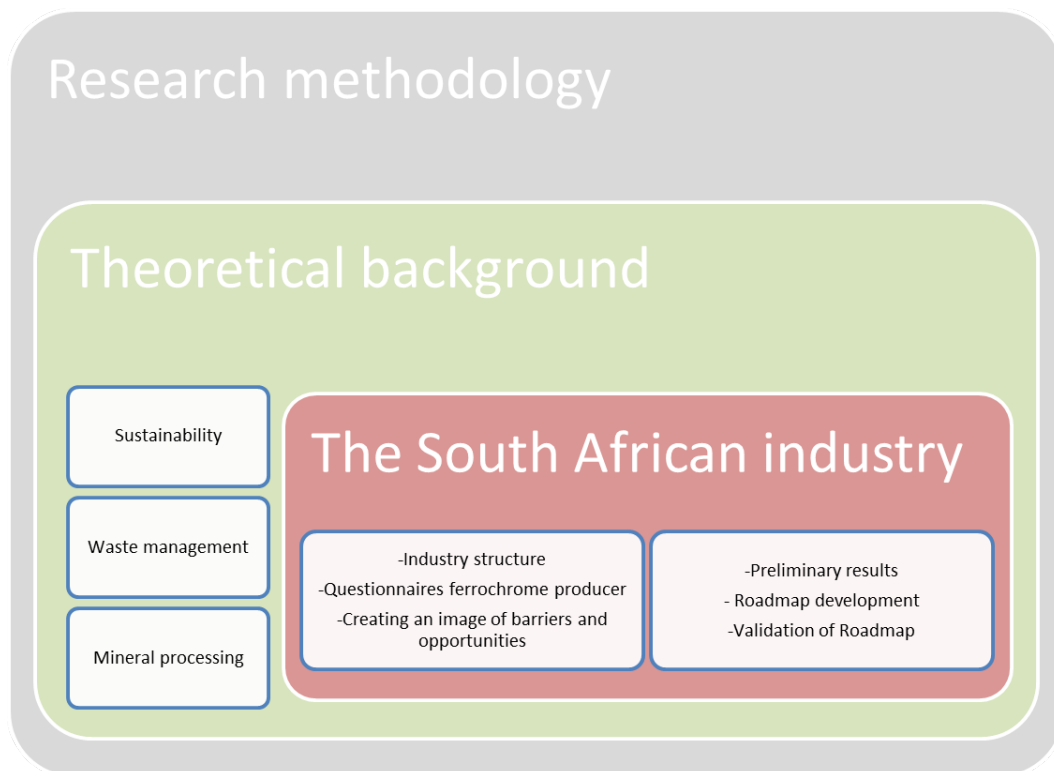 Research methodology
Theoretical background
Sustainability
Waste management
Mineral processing
The South African industry
-Industry structure
-Questionnaires ferrochrome producer
-Creating an image of barriers and
opportunities
-Preliminary results
- Roadmap development
-Validation of Roadmap